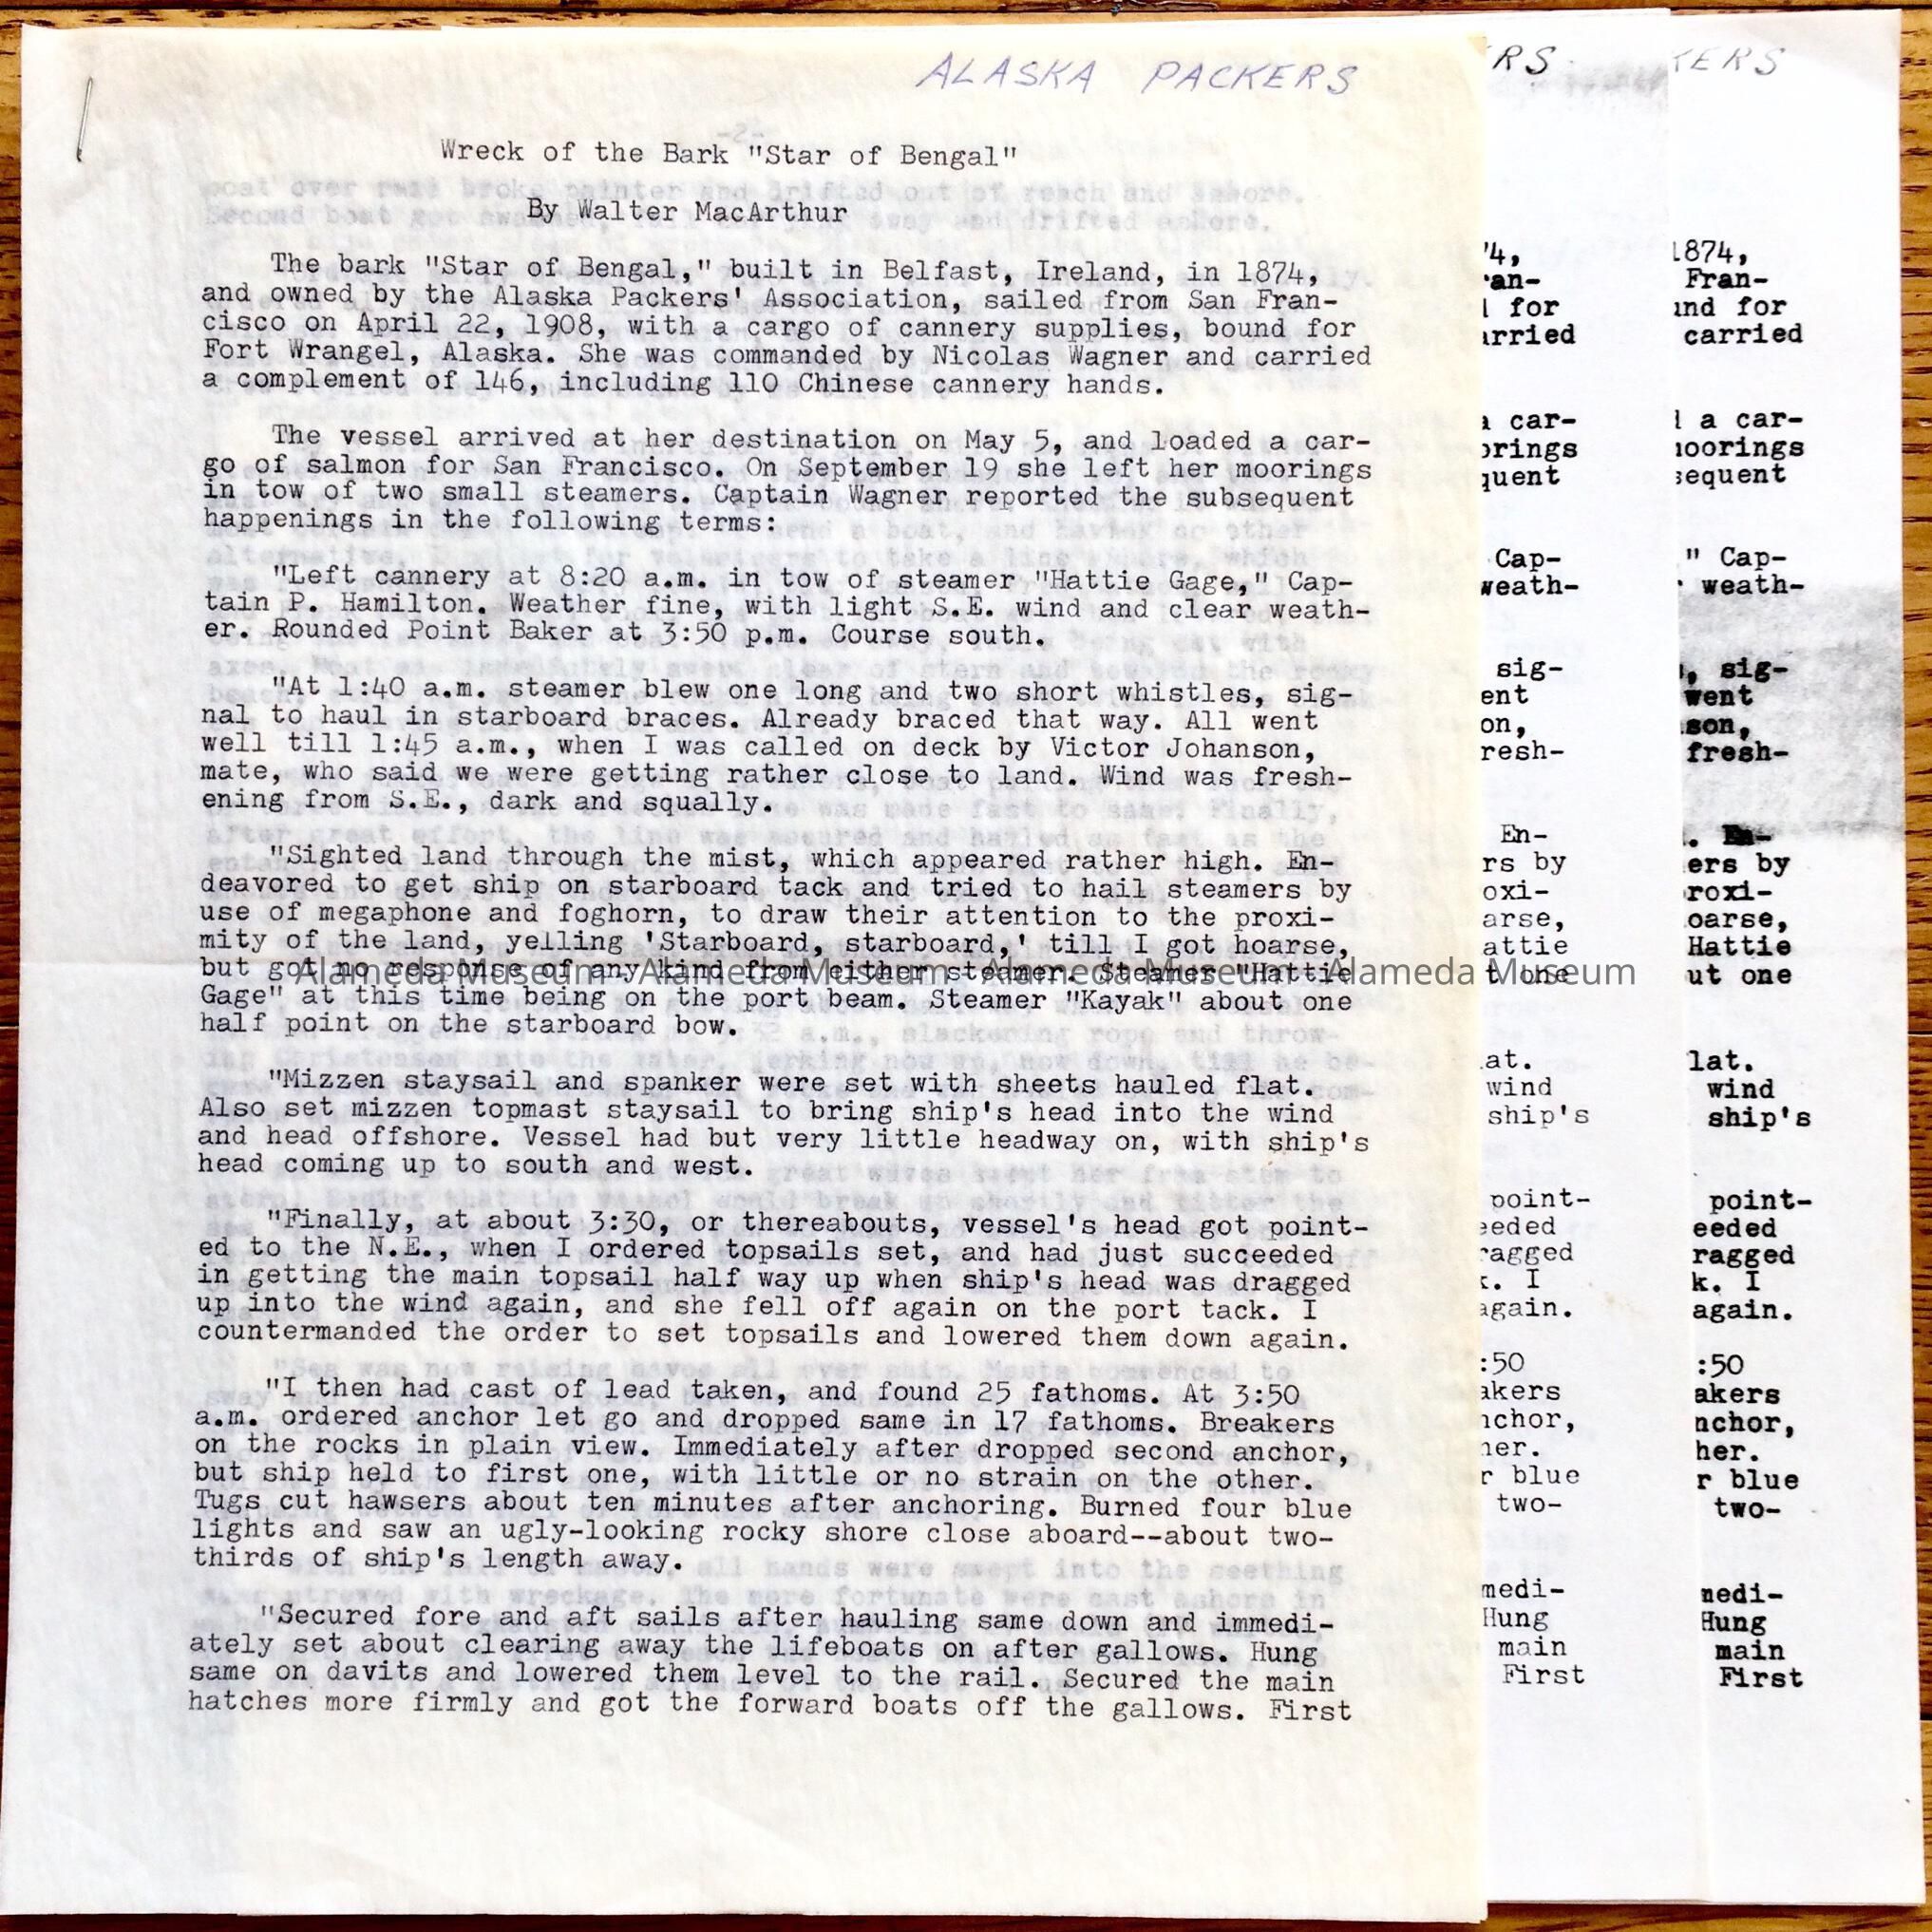 ALASKA PACKERS
RS
KERS
Wreck of the Bark "Star of Bengal"
By Walter MacArthur
The bark "Star of Bengal," built in Belfast, Ireland, in 1874,
and owned by the Alaska Packers' Association, sailed from San Fran-
cisco on April 22, 1908, with a cargo of cannery supplies, bound for
Fort Wrangel, Alaska. She was commanded by Nicolas Wagner and carried
a complement of 146, including 110 Chinese cannery hands.
The vessel arrived at her destination on May 5, and loaded a car-
go of salmon for San Francisco. On September 19 she left her moorings
in tow of two small steamers. Captain Wagner reported the subsequent
happenings in the following terms:
"Left cannery at 8:20 a.m. in tow of steamer "Hattie Gage," Cap-
tain P. Hamilton. Weather fine, with light S.E. wind and clear weath-
er. Rounded Point Baker at 3:50 p.m. Course south.
"At 1:40 a.m. steamer blew one long and two short whistles, sig-
nal to haul in starboard braces. Already braced that way. All went
well till 1:45 a.m., when I was called on deck by Victor Johanson,
mate, who said we were getting rather close to land. Wind was fresh-
ening from S.E., dark and squally.
"Sighted land through the mist, which appeared rather high. En-
deavored to get ship on starboard tack and tried to hail steamers by
use of megaphone and foghorn, to draw their attention to the proxi-
mity of the land, yelling 'Starboard, starboard,' till I got hoarse,
but got no response of any kind from either steamer. Steamer "Hattie
Gage" at this time being on the port beam. Steamer "Kayak" about one
half point on the starboard bow.
"Mizzen staysail and spanker were set with sheets hauled flat.
Also set mizzen topmast staysail to bring ship's head into the wind
and head offshore. Vessel had but very little headway on, with ship's
head coming up to south and west.
"Finally, at about 3:30, or thereabouts, vessel's head got point-
ed to the N.E., when I ordered topsails set, and had just succeeded
in getting the main topsail half way up when ship's head was dragged
up into the wind again, and she fell off again on the port tack. I
countermanded the order to set topsails and lowered them down again.
"I then had cast of lead taken, and found 25 fathoms. At 3:50
a.m. ordered anchor let go and dropped same in 17 fathoms. Breakers
on the rocks in plain view. Immediately after dropped second anchor,
but ship held to first one, with little or no strain on the other.
Tugs cut hawsers about ten minutes after anchoring. Burned four blue
lights and saw an ugly-looking rocky shore close aboard--about two-
thirds of ship's length away.
"Secured fore and aft sails after hauling same down and immedi-
ately set about clearing away the lifeboats on after gallows. Hung
same on davits and lowered them level to the rail. Secured the main
hatches more firmly and got the forward boats off the gallows. First
Alameda Museum Alameda Museum Alameda Museum Alameda Museum